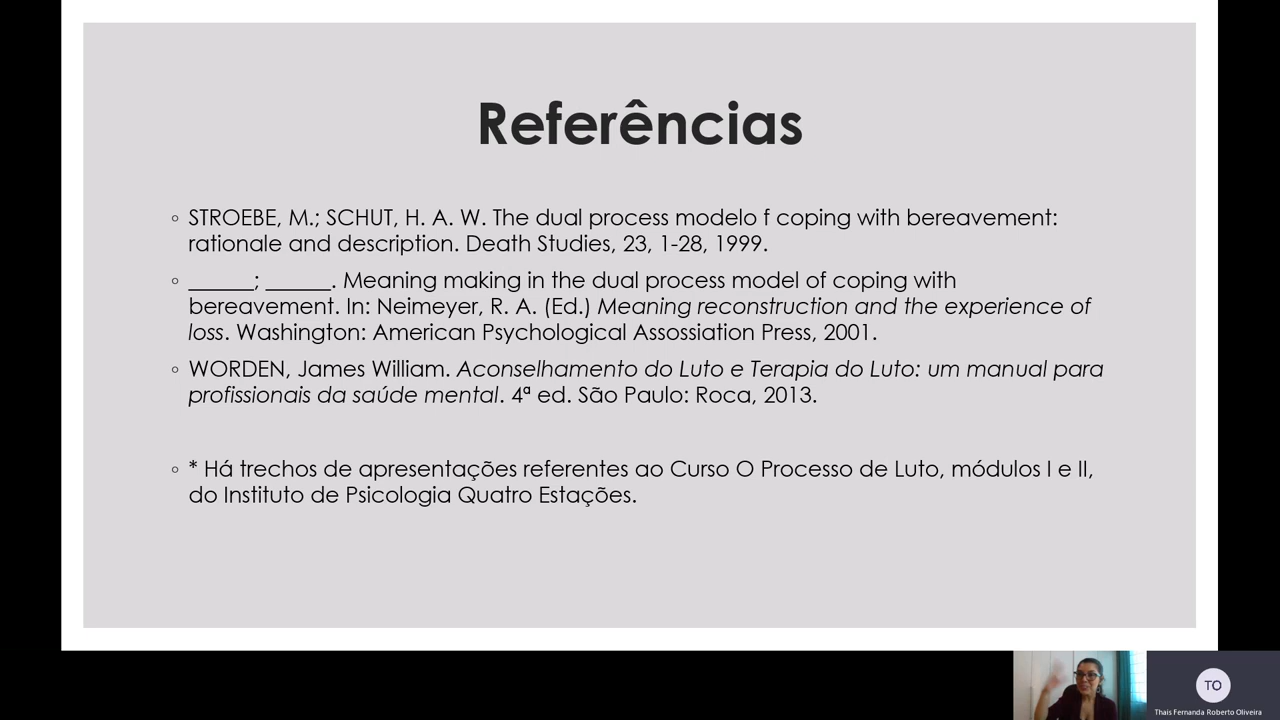 Referências
◦ STROEBE, M.; SCHUT, H. A. W. The dual process modelo f coping with bereavement:
rationale and description. Death Studies, 23, 1-28, 1999.
◦ ______; ______. Meaning making in the dual process model of coping with
bereavement. In: Neimeyer, R. A. (Ed.) Meaning reconstruction and the experience of
loss. Washington: American Psychological Assossiation Press, 2001.
◦ WORDEN, James William. Aconselhamento do Luto e Terapia do Luto: um manual para
profissionais da saúde mental. 4ª ed. São Paulo: Roca, 2013.
◦ * Há trechos de apresentações referentes ao Curso O Processo de Luto, módulos I e II,
do Instituto de Psicologia Quatro Estações.
TO
Thais Fernanda Roberto Oliveira